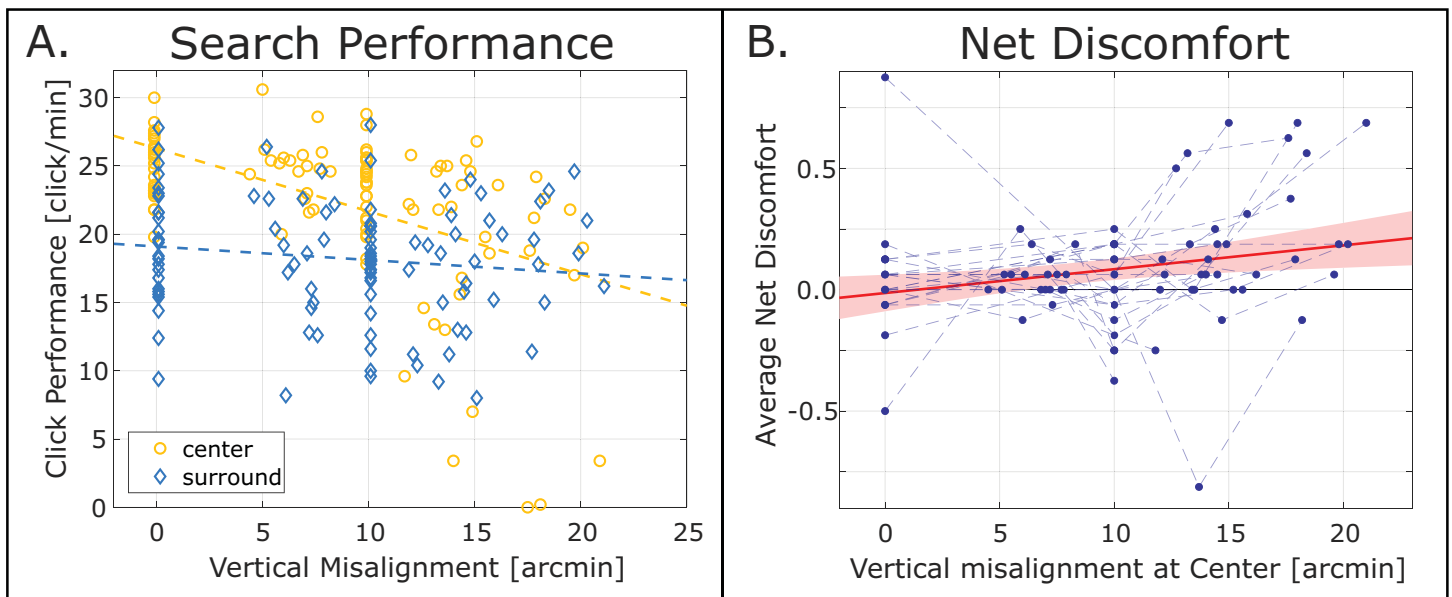 A. Search Performance
Click Performance [click/min]
30
25
20
15
10
5
0
center
surround
0 5 10 15 20 25
Vertical Misalignment [arcmin]
B. Net Discomfort
Average Net Discomfort
0.5
0.0
-0.5
0 5 10 15 20
Vertical misalignment at Center [arcmin]